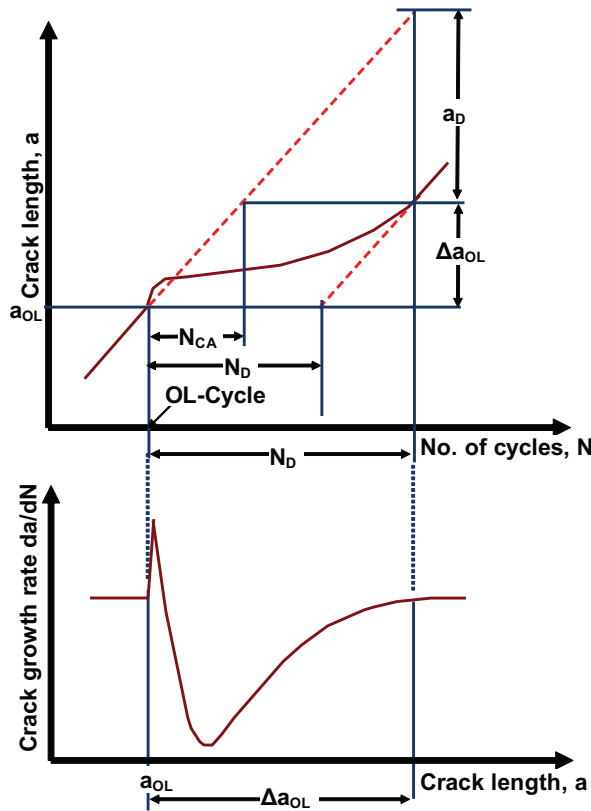 Crack length, a
a_D
Δa_OL
a_OL
N_CA
N_D
OL-Cycle
No. of cycles, N
N_D
Crack growth rate da/dN
a_OL
Crack length, a
Δa_OL